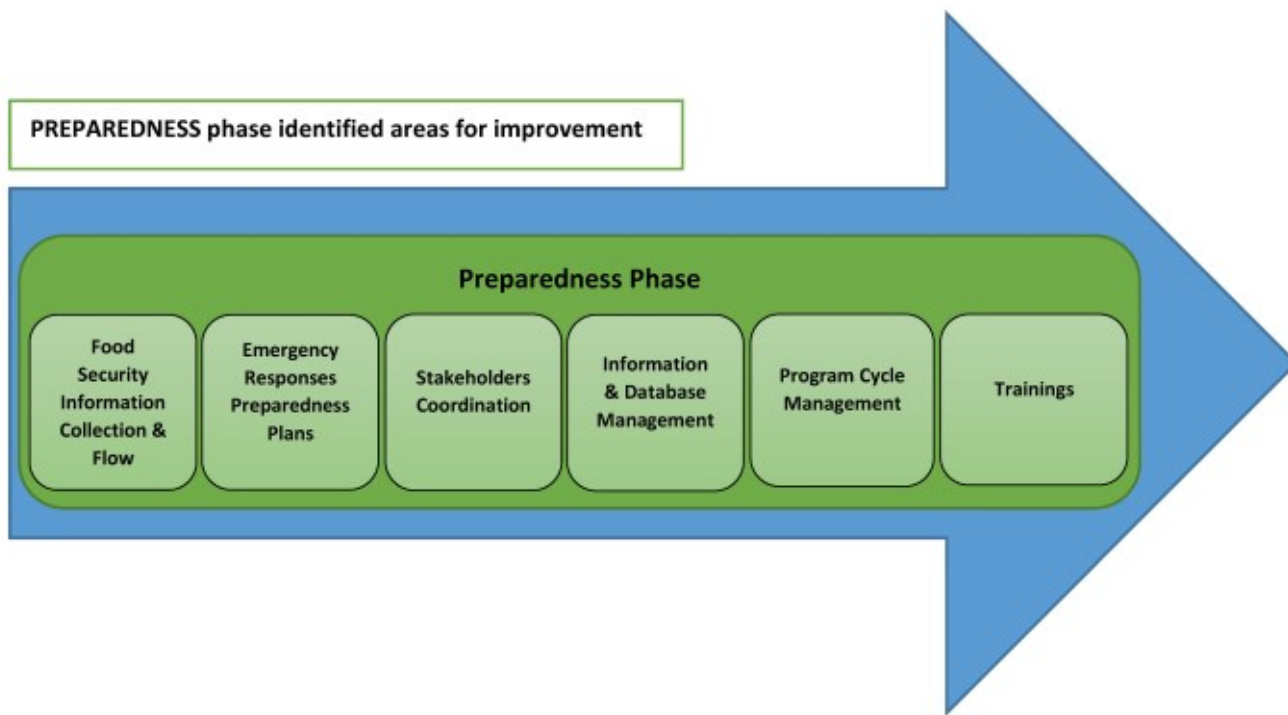 PREPAREDNESS phase identified areas for improvement
Preparedness Phase
Food
Security
Information
Collection &
Flow
Emergency
Responses
Preparedness
Plans
Stakeholders
Coordination
Information
& Database
Management
Program Cycle
Management
Trainings